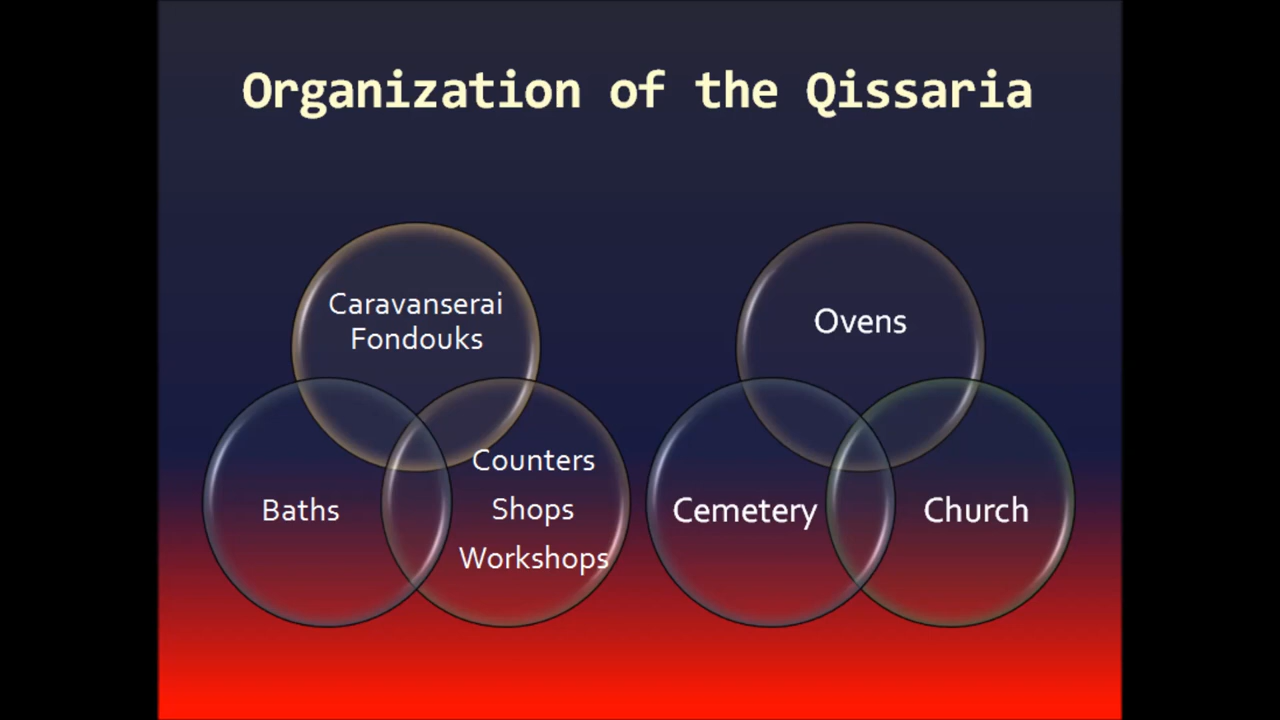 Organization of the Qissaria
Caravanserai
Fondouks
Baths
Counters
Shops
Workshops
Ovens
Cemetery
Church